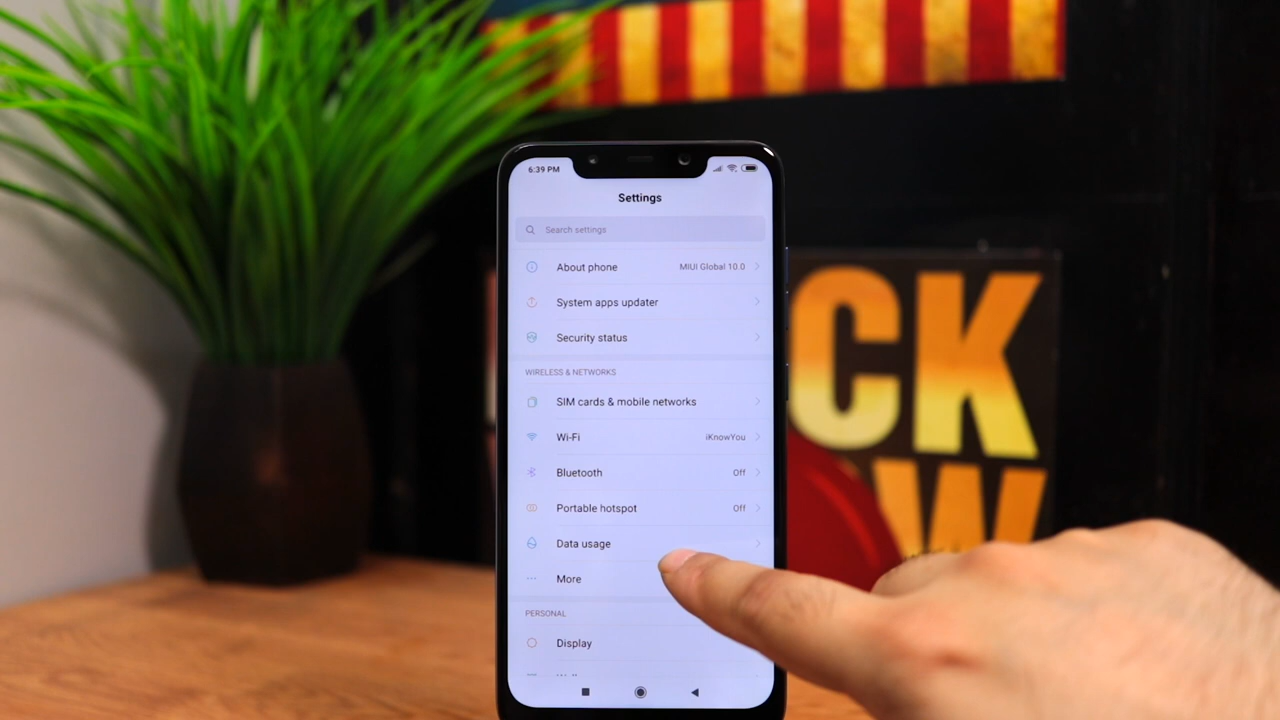 6:39 PM
Settings
Search settings
About phone MIUI Global 10.0
System apps updater
Security status
WIRELESS & NETWORKS
SIM cards & mobile networks
Wi-Fi iKnowYou
Bluetooth Off
Portable hotspot Off
Data usage
More
PERSONAL
Display
CK
W